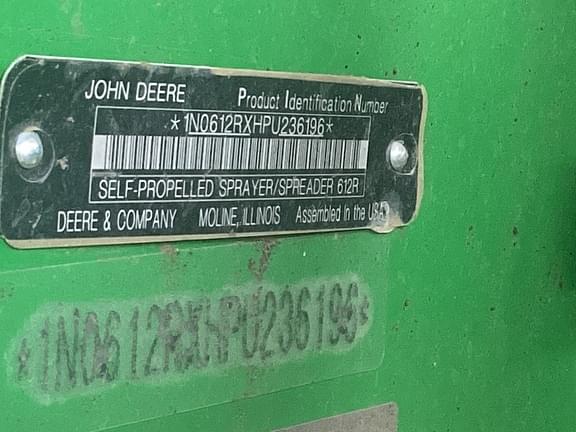 JOHN DEERE Product Identification Number
*1N0612RXHPU236196*
SELF-PROPELLED SPRAYER/SPREADER 612R
DEERE & COMPANY MOLINE, ILLINOIS Assembled in the USA
*1N0612RXHPU236196*